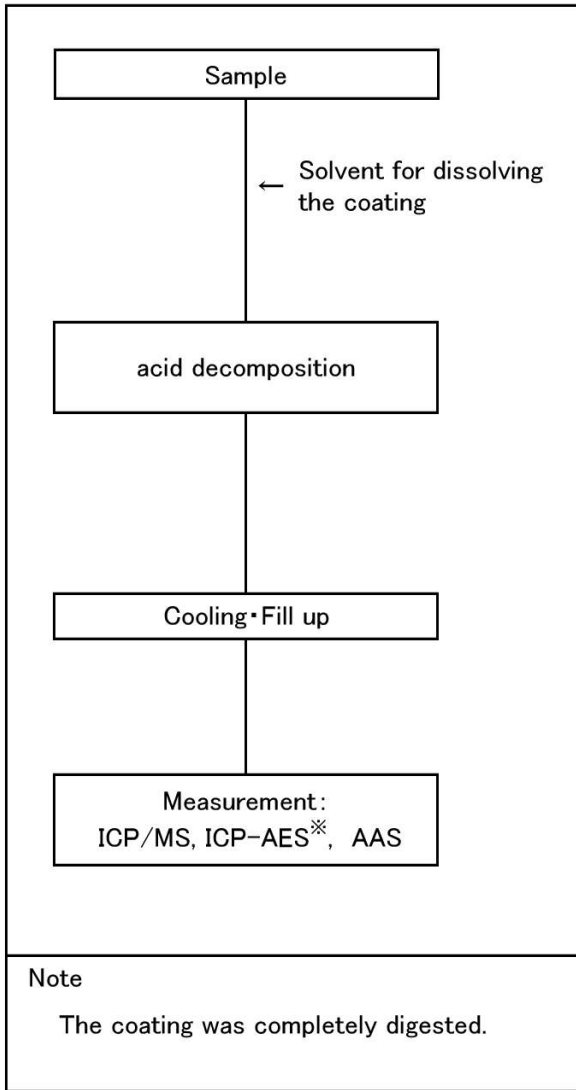 Sample
← Solvent for dissolving
the coating
acid decomposition
Cooling・Fill up
Measurement:
ICP/MS, ICP-AES※, AAS
Note
The coating was completely digested.